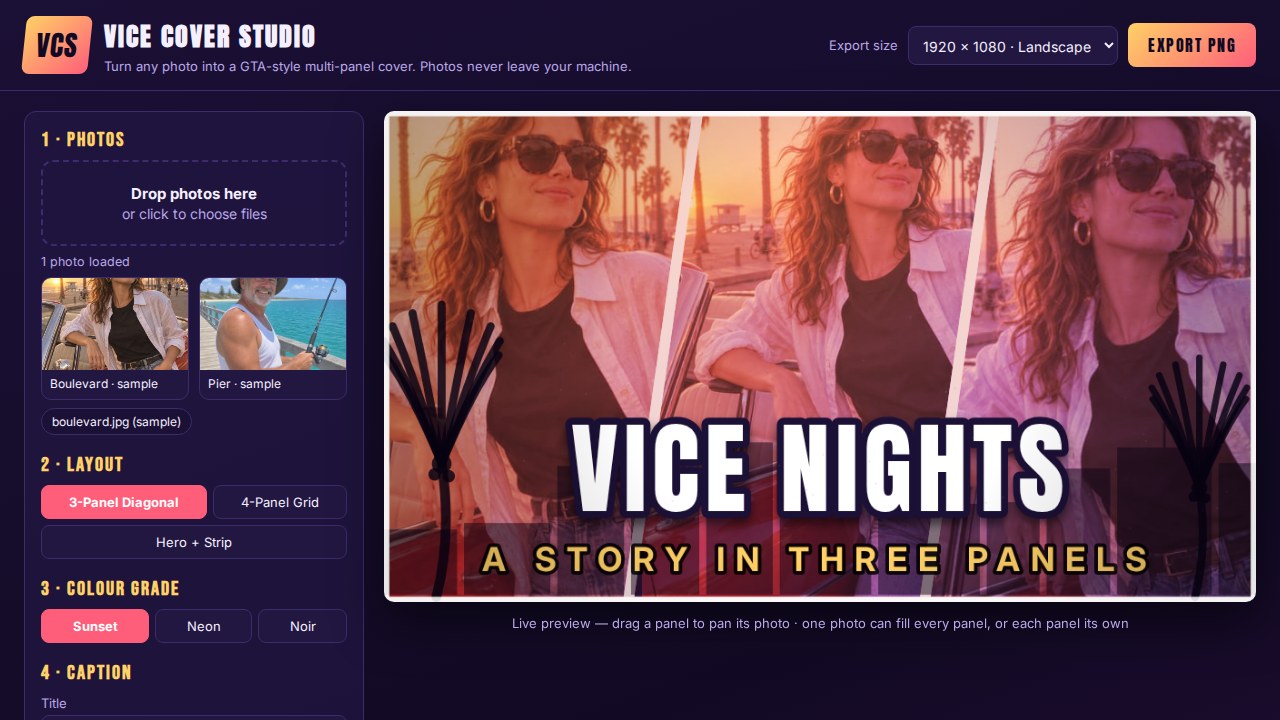 VCS
VICE COVER STUDIO
Turn any photo into a GTA-style multi-panel cover. Photos never leave your machine.
Export size
1920 × 1080 · Landscape
EXPORT PNG
1 · PHOTOS
Drop photos here
or click to choose files
1 photo loaded
Boulevard · sample
Pier · sample
boulevard.jpg (sample)
2 · LAYOUT
3-Panel Diagonal
4-Panel Grid
Hero + Strip
3 · COLOUR GRADE
Sunset
Neon
Noir
4 · CAPTION
Title
VICE NIGHTS
A STORY IN THREE PANELS
Live preview — drag a panel to pan its photo · one photo can fill every panel, or each panel its own